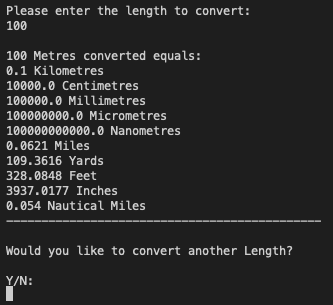 Please enter the length to convert:
100
100 Metres converted equals:
0.1 Kilometres
10000.0 Centimetres
100000.0 Millimetres
100000000.0 Micrometres
100000000000.0 Nanometres
0.0621 Miles
109.3616 Yards
328.0848 Feet
3937.0177 Inches
0.054 Nautical Miles
---------------------------------------------
Would you like to convert another Length?
Y/N: